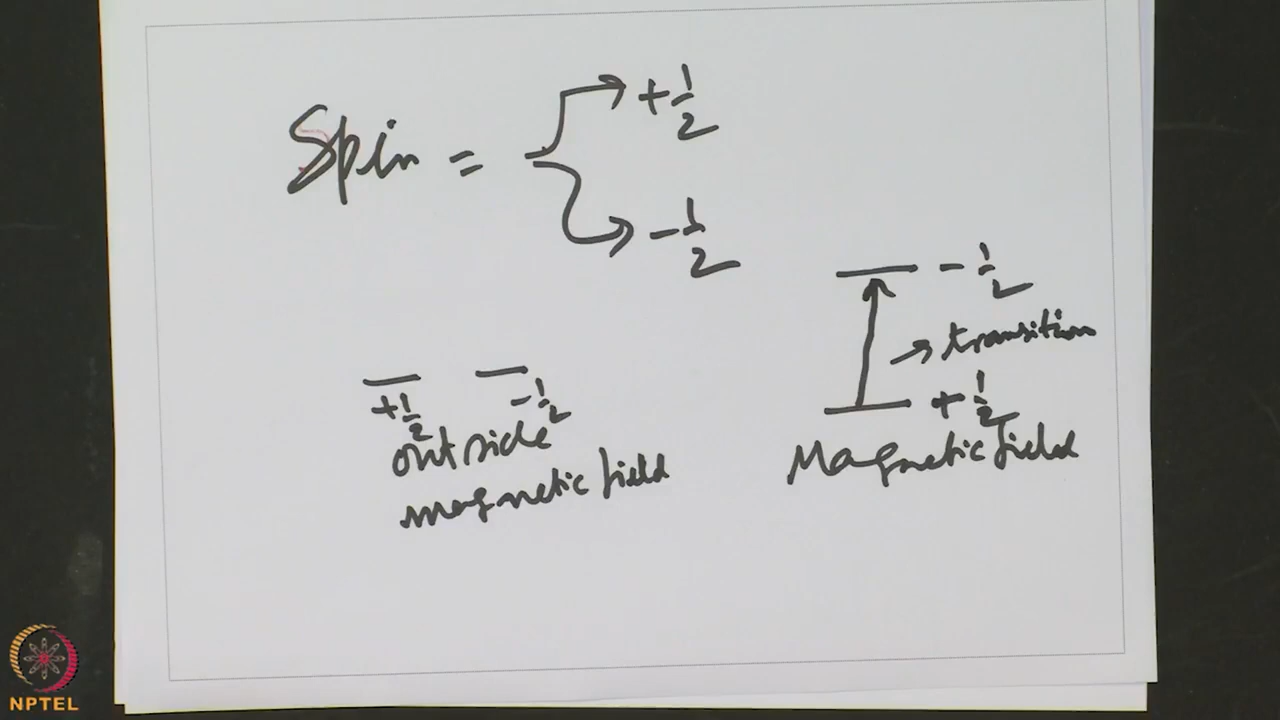 Spin =
+1/2
-1/2
- 1/2
→ transition
+ 1/2
Magnetic field
+1/2 -1/2
outside
magnetic field
NPTEL